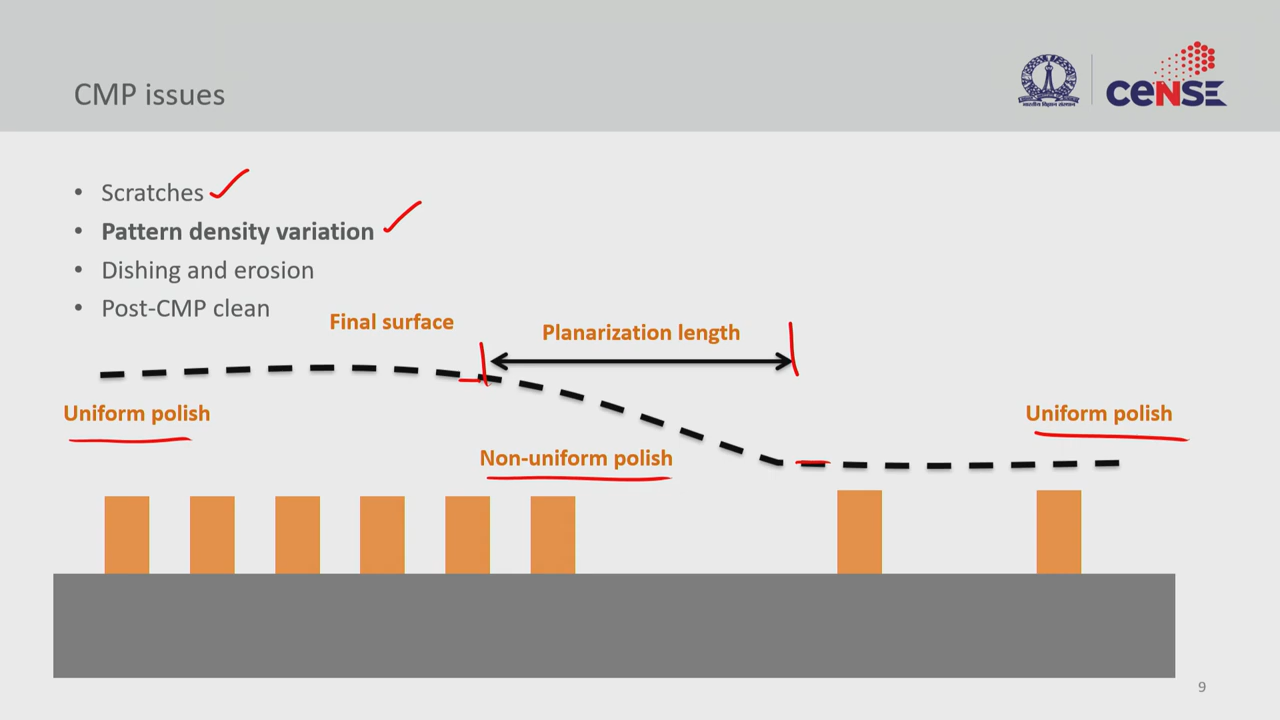 CMP issues
ceNSE
• Scratches
• Pattern density variation
• Dishing and erosion
• Post-CMP clean
Final surface
Planarization length
Uniform polish
Uniform polish
Non-uniform polish
9